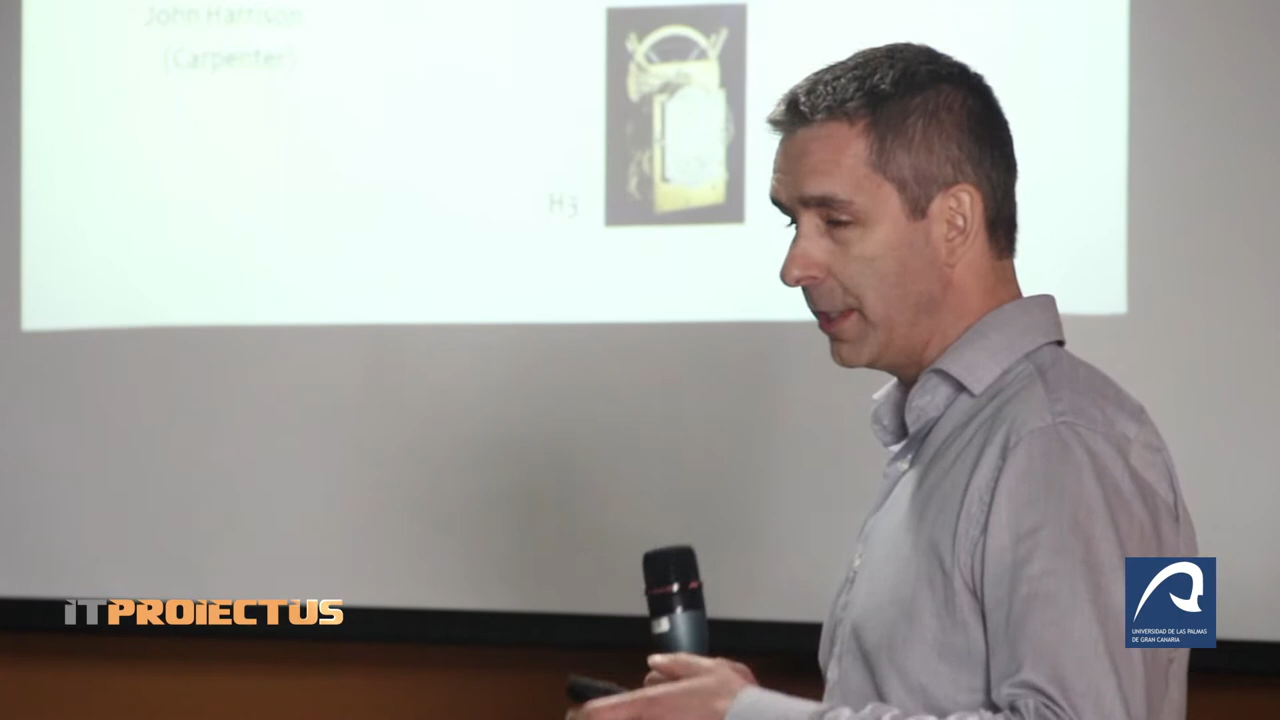 John Harrison
(Carpenter)
H3
ITPROIECTUS
UNIVERSIDAD DE LAS PALMAS
DE GRAN CANARIA